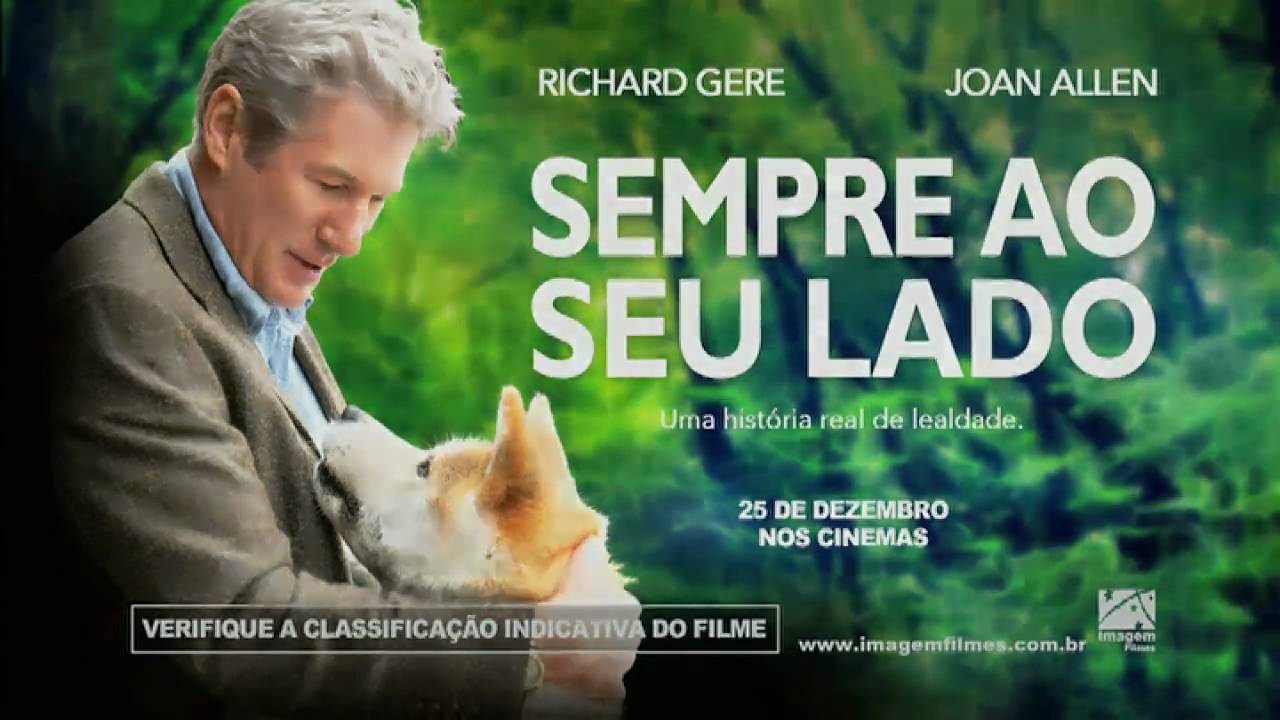 RICHARD GERE JOAN ALLEN
SEMPRE AO
SEU LADO
Uma história real de lealdade.
25 DE DEZEMBRO
NOS CINEMAS
VERIFIQUE A CLASSIFICAÇÃO INDICATIVA DO FILME
www.imagemfilmes.com.br
Imagem
Filmes